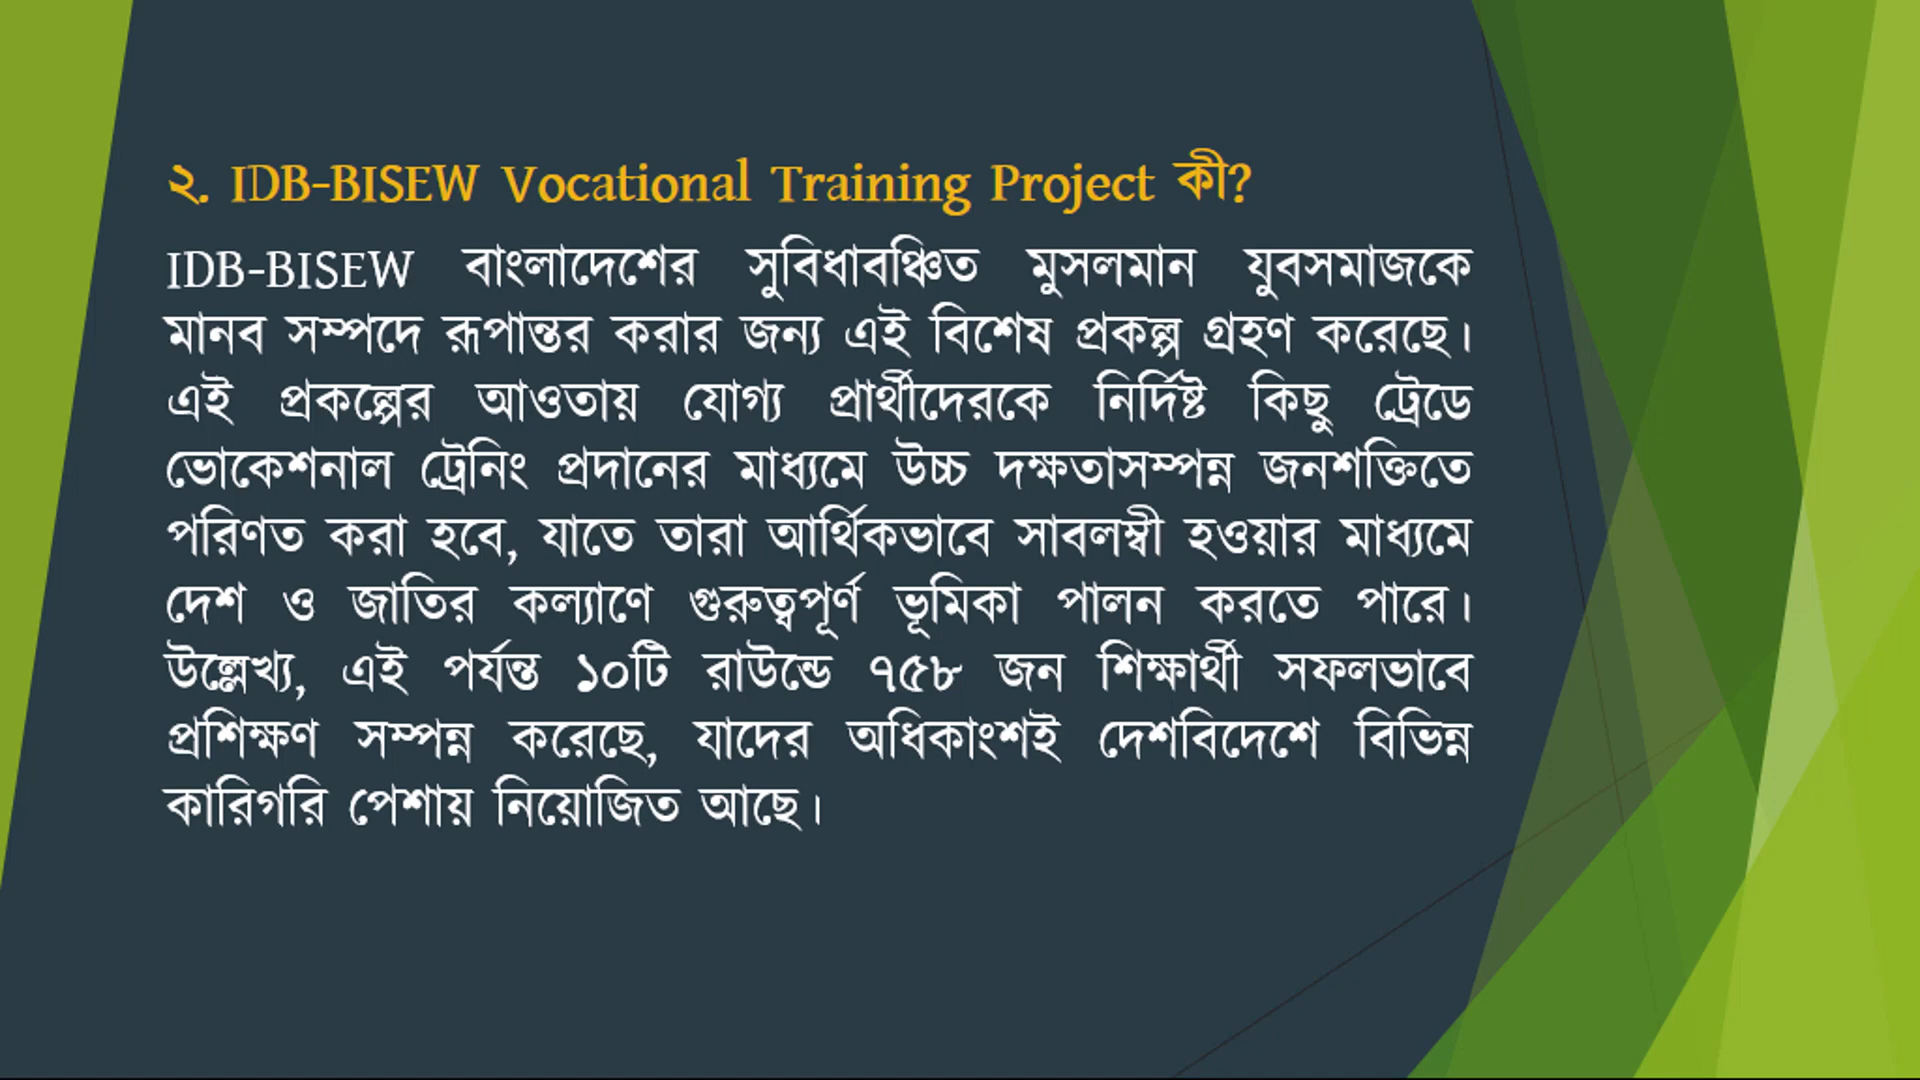 ২. IDB-BISEW Vocational Training Project কী?
IDB-BISEW বাংলাদেশের সুবিধাবঞ্চিত মুসলমান যুবসমাজকে
মানব সম্পদে রূপান্তর করার জন্য এই বিশেষ প্রকল্প গ্রহণ করেছে।
এই প্রকল্পের আওতায় যোগ্য প্রার্থীদেরকে নির্দিষ্ট কিছু ট্রেডে
ভোকেশনাল ট্রেনিং প্রদানের মাধ্যমে উচ্চ দক্ষতাসম্পন্ন জনশক্তিতে
পরিণত করা হবে, যাতে তারা আর্থিকভাবে সাবলম্বী হওয়ার মাধ্যমে
দেশ ও জাতির কল্যাণে গুরুত্বপূর্ণ ভূমিকা পালন করতে পারে।
উল্লেখ্য, এই পর্যন্ত ১০টি রাউন্ডে ৭৫৮ জন শিক্ষার্থী সফলভাবে
প্রশিক্ষণ সম্পন্ন করেছে, যাদের অধিকাংশই দেশবিদেশে বিভিন্ন
কারিগরি পেশায় নিয়োজিত আছে।